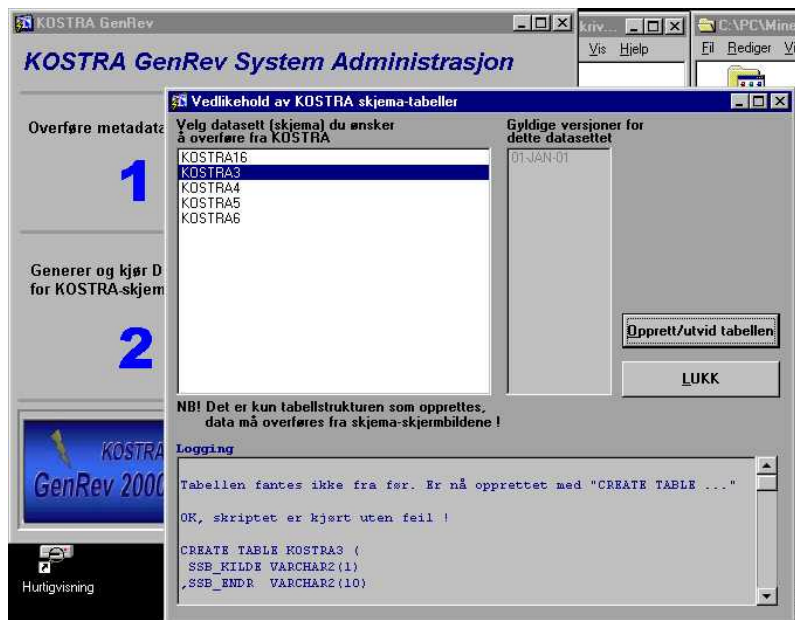 KOSTRA GenRev
KOSTRA GenRev System Administrasjon
Overføre metadata
1
Generer og kjør D
for KOSTRA-skjem
2
KOSTRA
GenRev 2000
Hurtigvisning
Vis Hjelp
C:\PC\Mine
Fil Rediger
Vedlikehold av KOSTRA skjema-tabeller
Velg datasett (skjema) du ønsker
å overføre fra KOSTRA
KOSTRA16
KOSTRA3
KOSTRA4
KOSTRA5
KOSTRA6
Gyldige versjoner for
dette datasettet
01-JAN-01
Opprett/utvid tabellen
LUKK
NB! Det er kun tabellstrukturen som opprettes,
data må overføres fra skjema-skjermbildene !
Logging
Tabellen fantes ikke fra før. Er nå opprettet med "CREATE TABLE ..."
OK, skriptet er kjørt uten feil !
CREATE TABLE KOSTRA3 (
SSB_KILDE VARCHAR2(1)
,SSB_ENDR VARCHAR2(10)